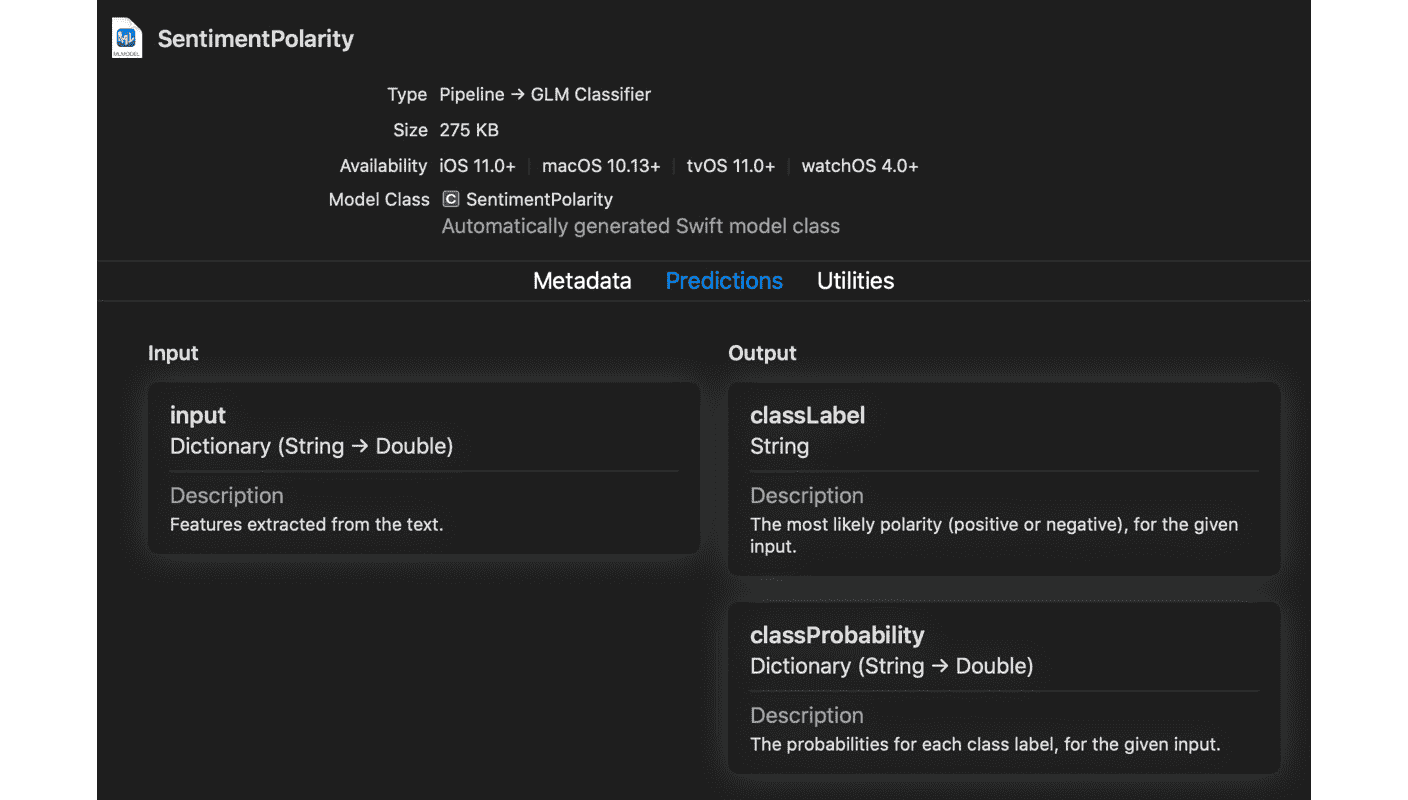 SentimentPolarity
Type Pipeline → GLM Classifier
Size 275 KB
Availability iOS 11.0+ macOS 10.13+ tvOS 11.0+ watchOS 4.0+
Model Class C SentimentPolarity
Automatically generated Swift model class
Metadata Predictions Utilities
Input
input
Dictionary (String → Double)
Description
Features extracted from the text.
Output
classLabel
String
Description
The most likely polarity (positive or negative), for the given
input.
classProbability
Dictionary (String → Double)
Description
The probabilities for each class label, for the given input.